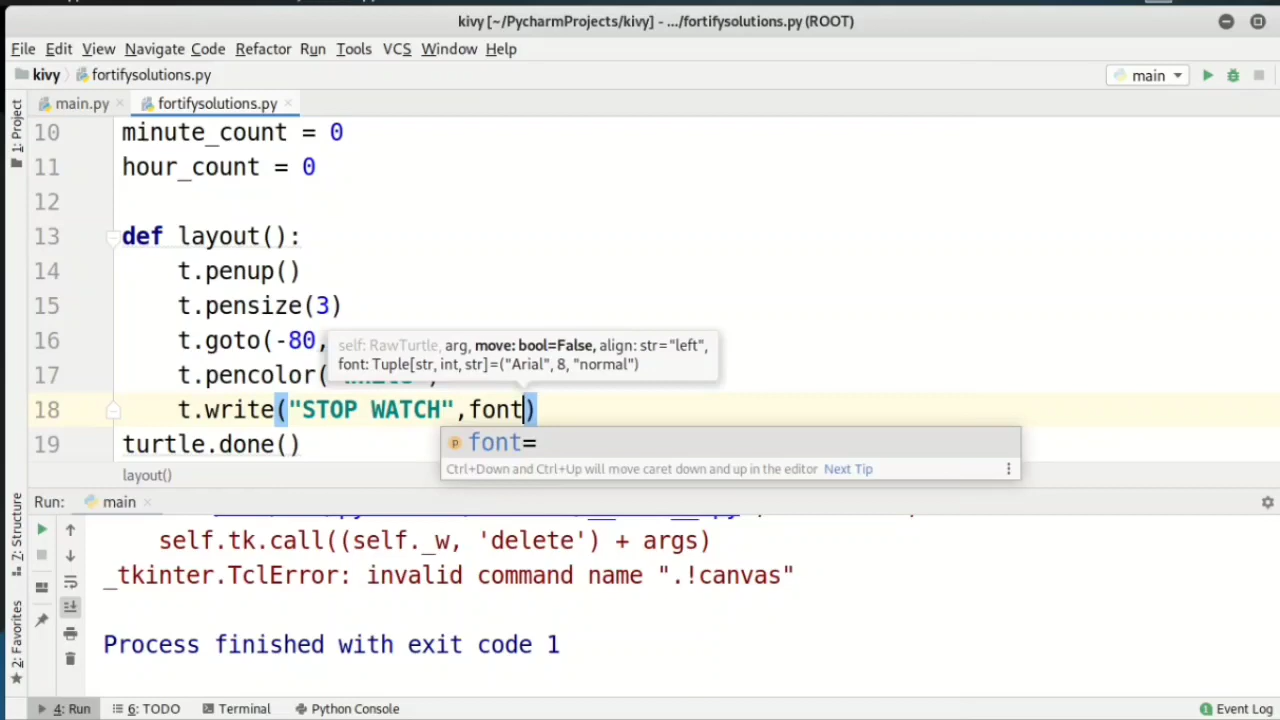 kivy [~/PycharmProjects/kivy] - .../fortifysolutions.py (ROOT)
File Edit View Navigate Code Refactor Run Tools VCS Window Help
kivy fortifysolutions.py main
1: Project main.py fortifysolutions.py
10 minute_count = 0
11 hour_count = 0
12
13 def layout():
14 t.penup()
15 t.pensize(3)
16 t.goto(-80,
self: RawTurtle, arg, move: bool=False, align: str="left",
font: Tuple[str, int, str]=("Arial", 8, "normal")
17 t.pencolor(
18 t.write("STOP WATCH",font)
19 turtle.done()
p font=
Ctrl+Down and Ctrl+Up will move caret down and up in the editor Next Tip
layout()
Run: main
7: Structure
2: Favorites
self.tk.call((self._w, 'delete') + args)
_tkinter.TclError: invalid command name ".!canvas"
Process finished with exit code 1
4: Run 6: TODO Terminal Python Console Event Log